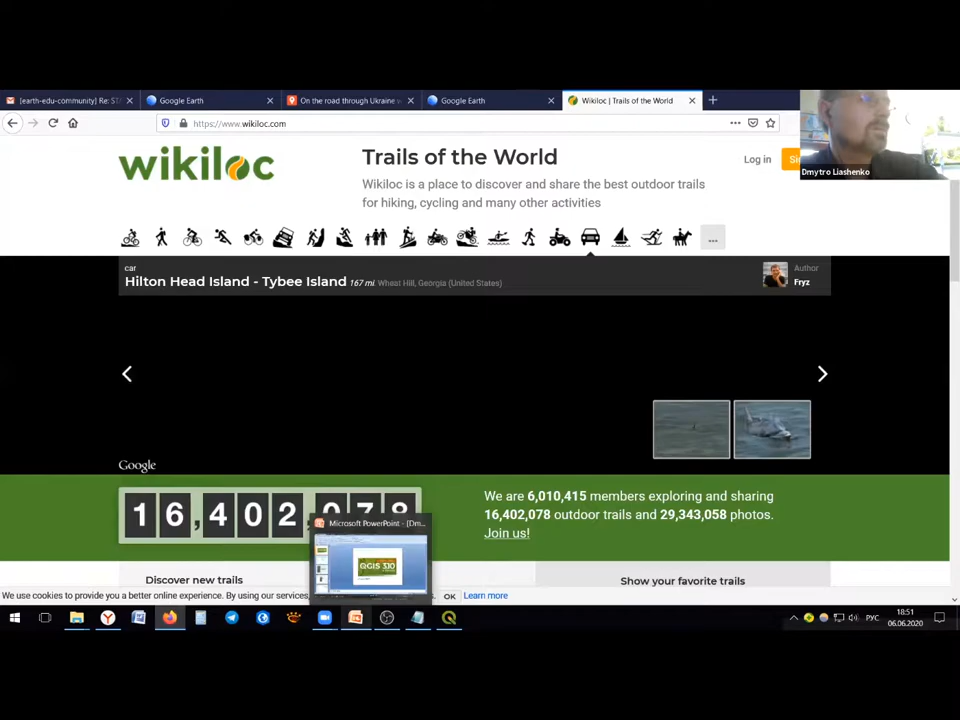 [earth-edu-community] Re: ST
Google Earth
On the road through Ukraine w
Google Earth
Wikiloc | Trails of the World
https://www.wikiloc.com
Dmytro Liashenko
wikiloc
Trails of the World
Log in
Si
Wikiloc is a place to discover and share the best outdoor trails
for hiking, cycling and many other activities
...
car
Hilton Head Island - Tybee Island 167 mi. Wheat Hill, Georgia (United States)
Author
Fryz
Google
16,402,078
We are 6,010,415 members exploring and sharing
16,402,078 outdoor trails and 29,343,058 photos.
Join us!
Microsoft PowerPoint - [Dm...
QGIS 3.10
Discover new trails
Show your favorite trails
We use cookies to provide you a better online experience. By using our services,
OK
Learn more
18:51
РУС
06.06.2020